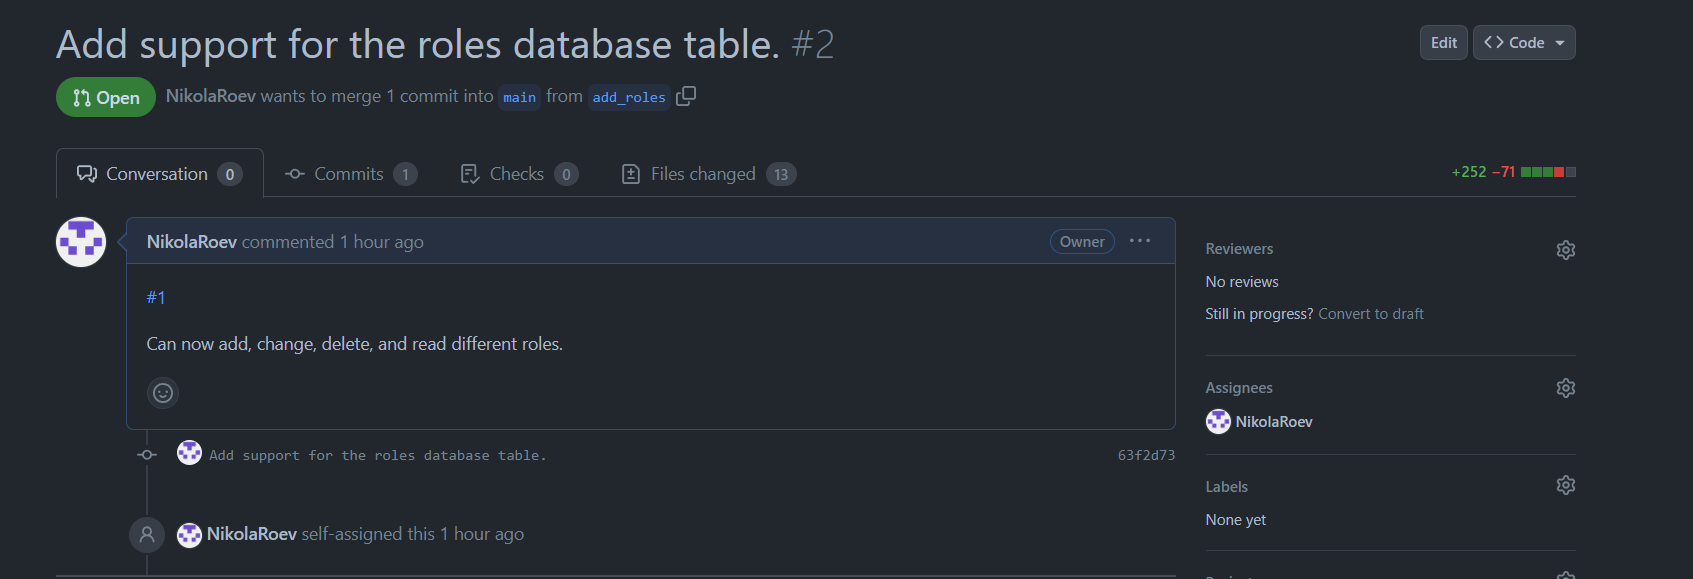 Add support for the roles database table. #2
Edit
<> Code
Open
NikolaRoev wants to merge 1 commit into main from add_roles
Conversation 0
Commits 1
Checks 0
Files changed 13
+252 −71
NikolaRoev commented 1 hour ago
Owner
#1
Can now add, change, delete, and read different roles.
Add support for the roles database table.
63f2d73
NikolaRoev self-assigned this 1 hour ago
Reviewers
No reviews
Still in progress? Convert to draft
Assignees
NikolaRoev
Labels
None yet